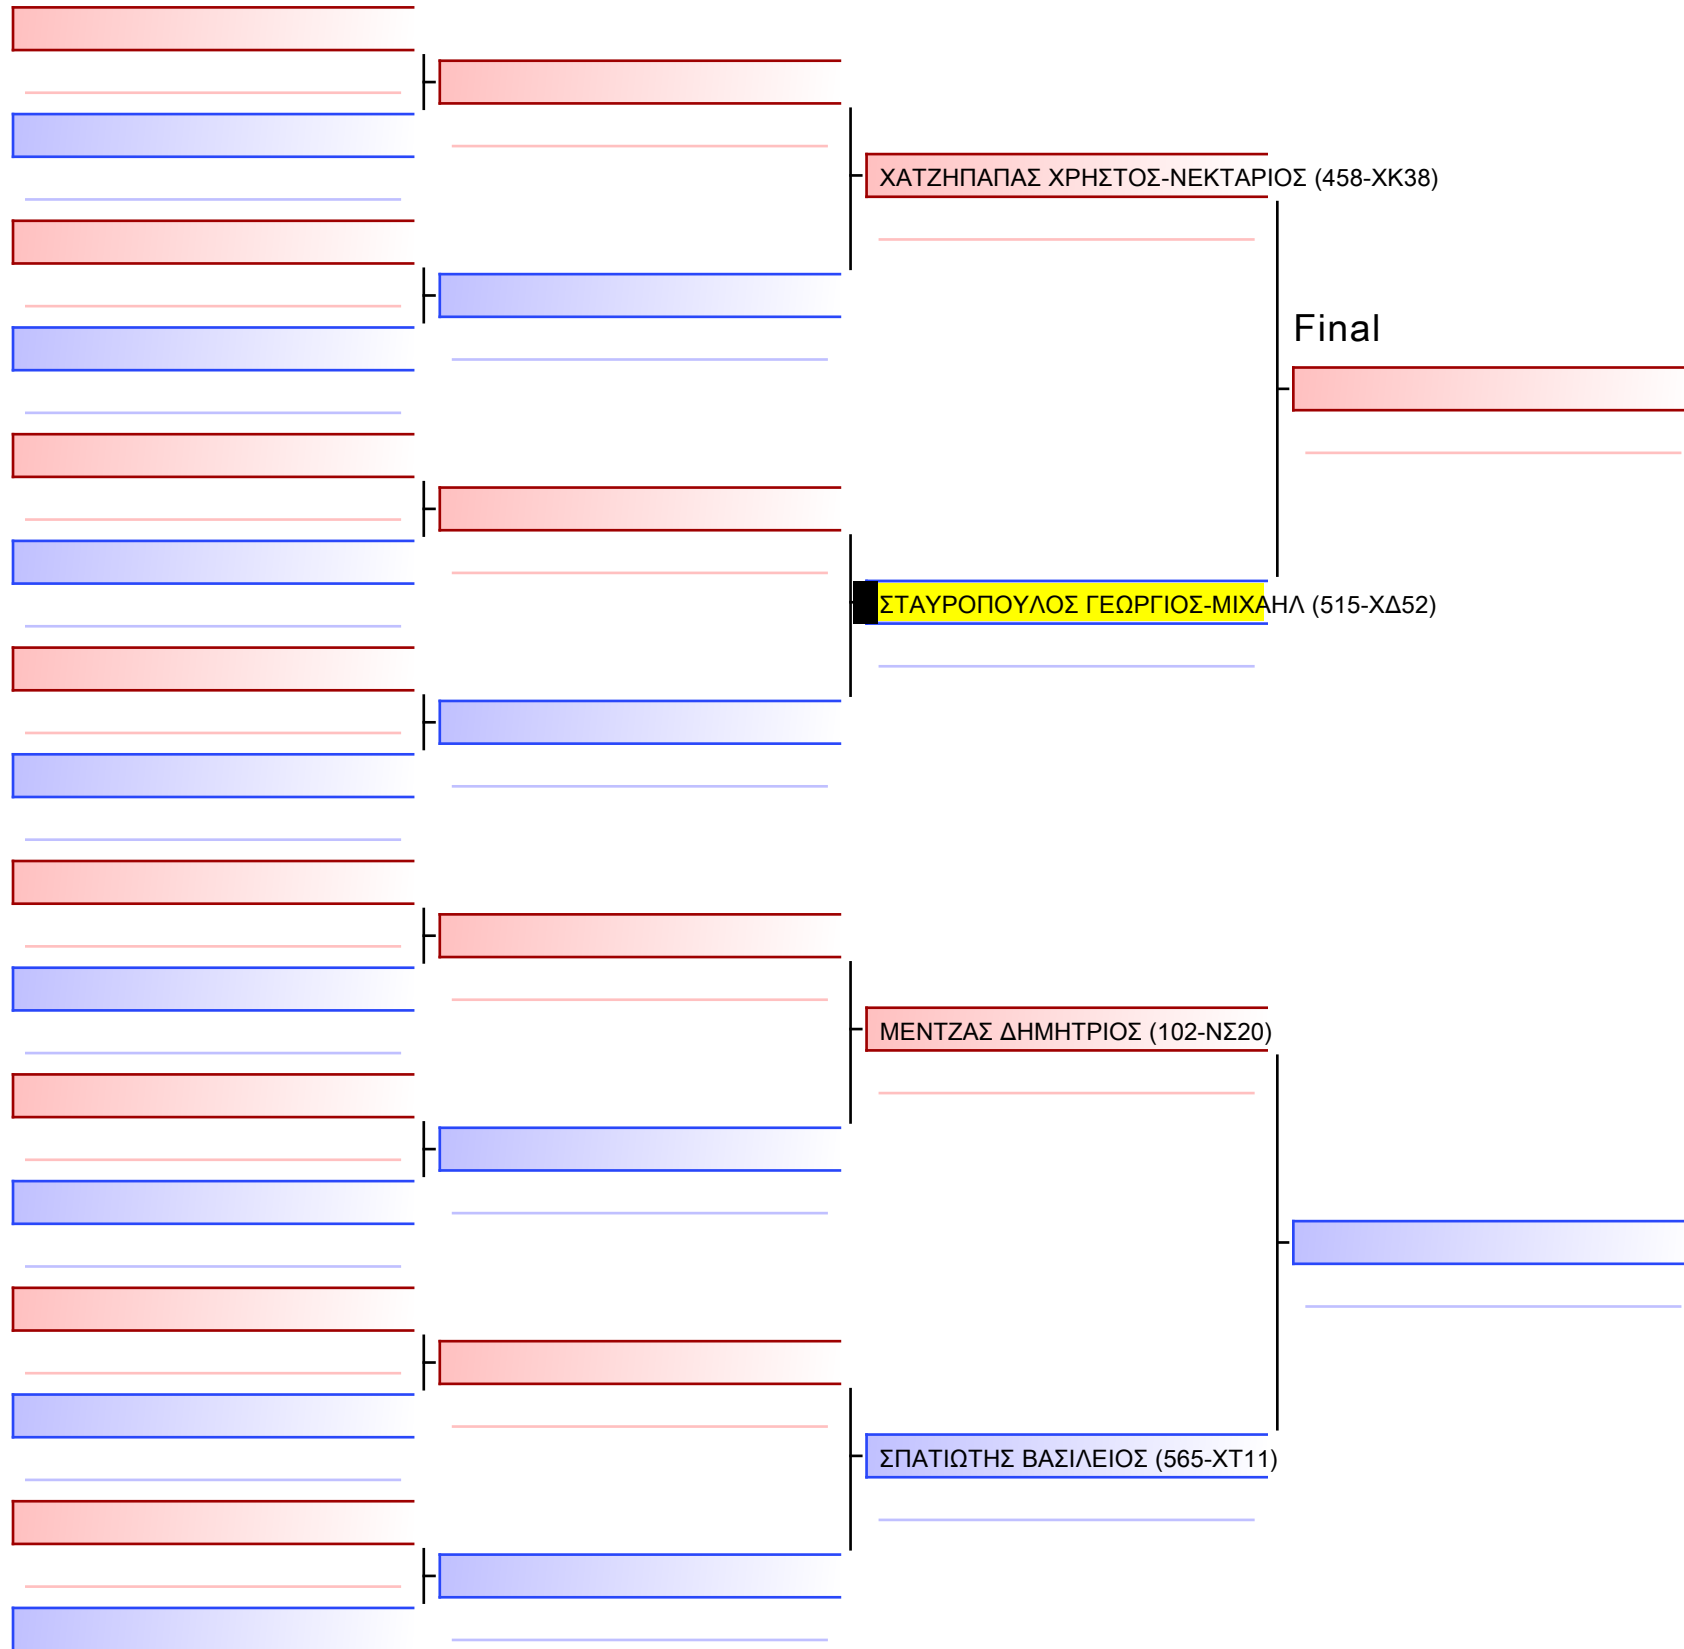 ΧΑΤΖΗΠΑΠΑΣ ΧΡΗΣΤΟΣ-ΝΕΚΤΑΡΙΟΣ (458-ΧΚ38)
Final
ΣΤΑΥΡΟΠΟΥΛΟΣ ΓΕΩΡΓΙΟΣ-ΜΙΧΑΗΛ (515-ΧΔ52)
ΜΕΝΤΖΑΣ ΔΗΜΗΤΡΙΟΣ (102-ΝΣ20)
ΣΠΑΤΙΩΤΗΣ ΒΑΣΙΛΕΙΟΣ (565-ΧΤ11)